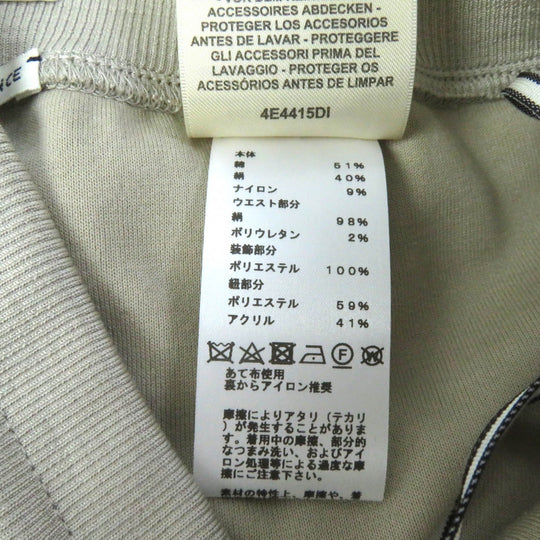 ACCESSOIRES ABDECKEN -
PROTEGER LOS ACCESORIO
ANTES DE LAVAR - PROTEGGERE
GLI ACCESSORI PRIMA DEL
LAVAGGIO - PROTEGER OS
ACESSÓRIO ANTES DE LIMPAR
4E4415DI
NCE
本体
綿 51%
絹 40%
ナイロン 9%
ウエスト部分
絹 98%
ポリウレタン 2%
装飾部分
ポリエステル 100%
紐部分
ポリエステル 59%
アクリル 41%
F W
あて布使用
裏からアイロン推奨
摩擦によりアタリ(テカリ
)が発生することがありま
す。着用中の摩擦、部分的
なつまみ洗い、およびアイ
ロン処理等による過度な摩
擦にご注意下さい。
素材の特性上、摩擦や、着